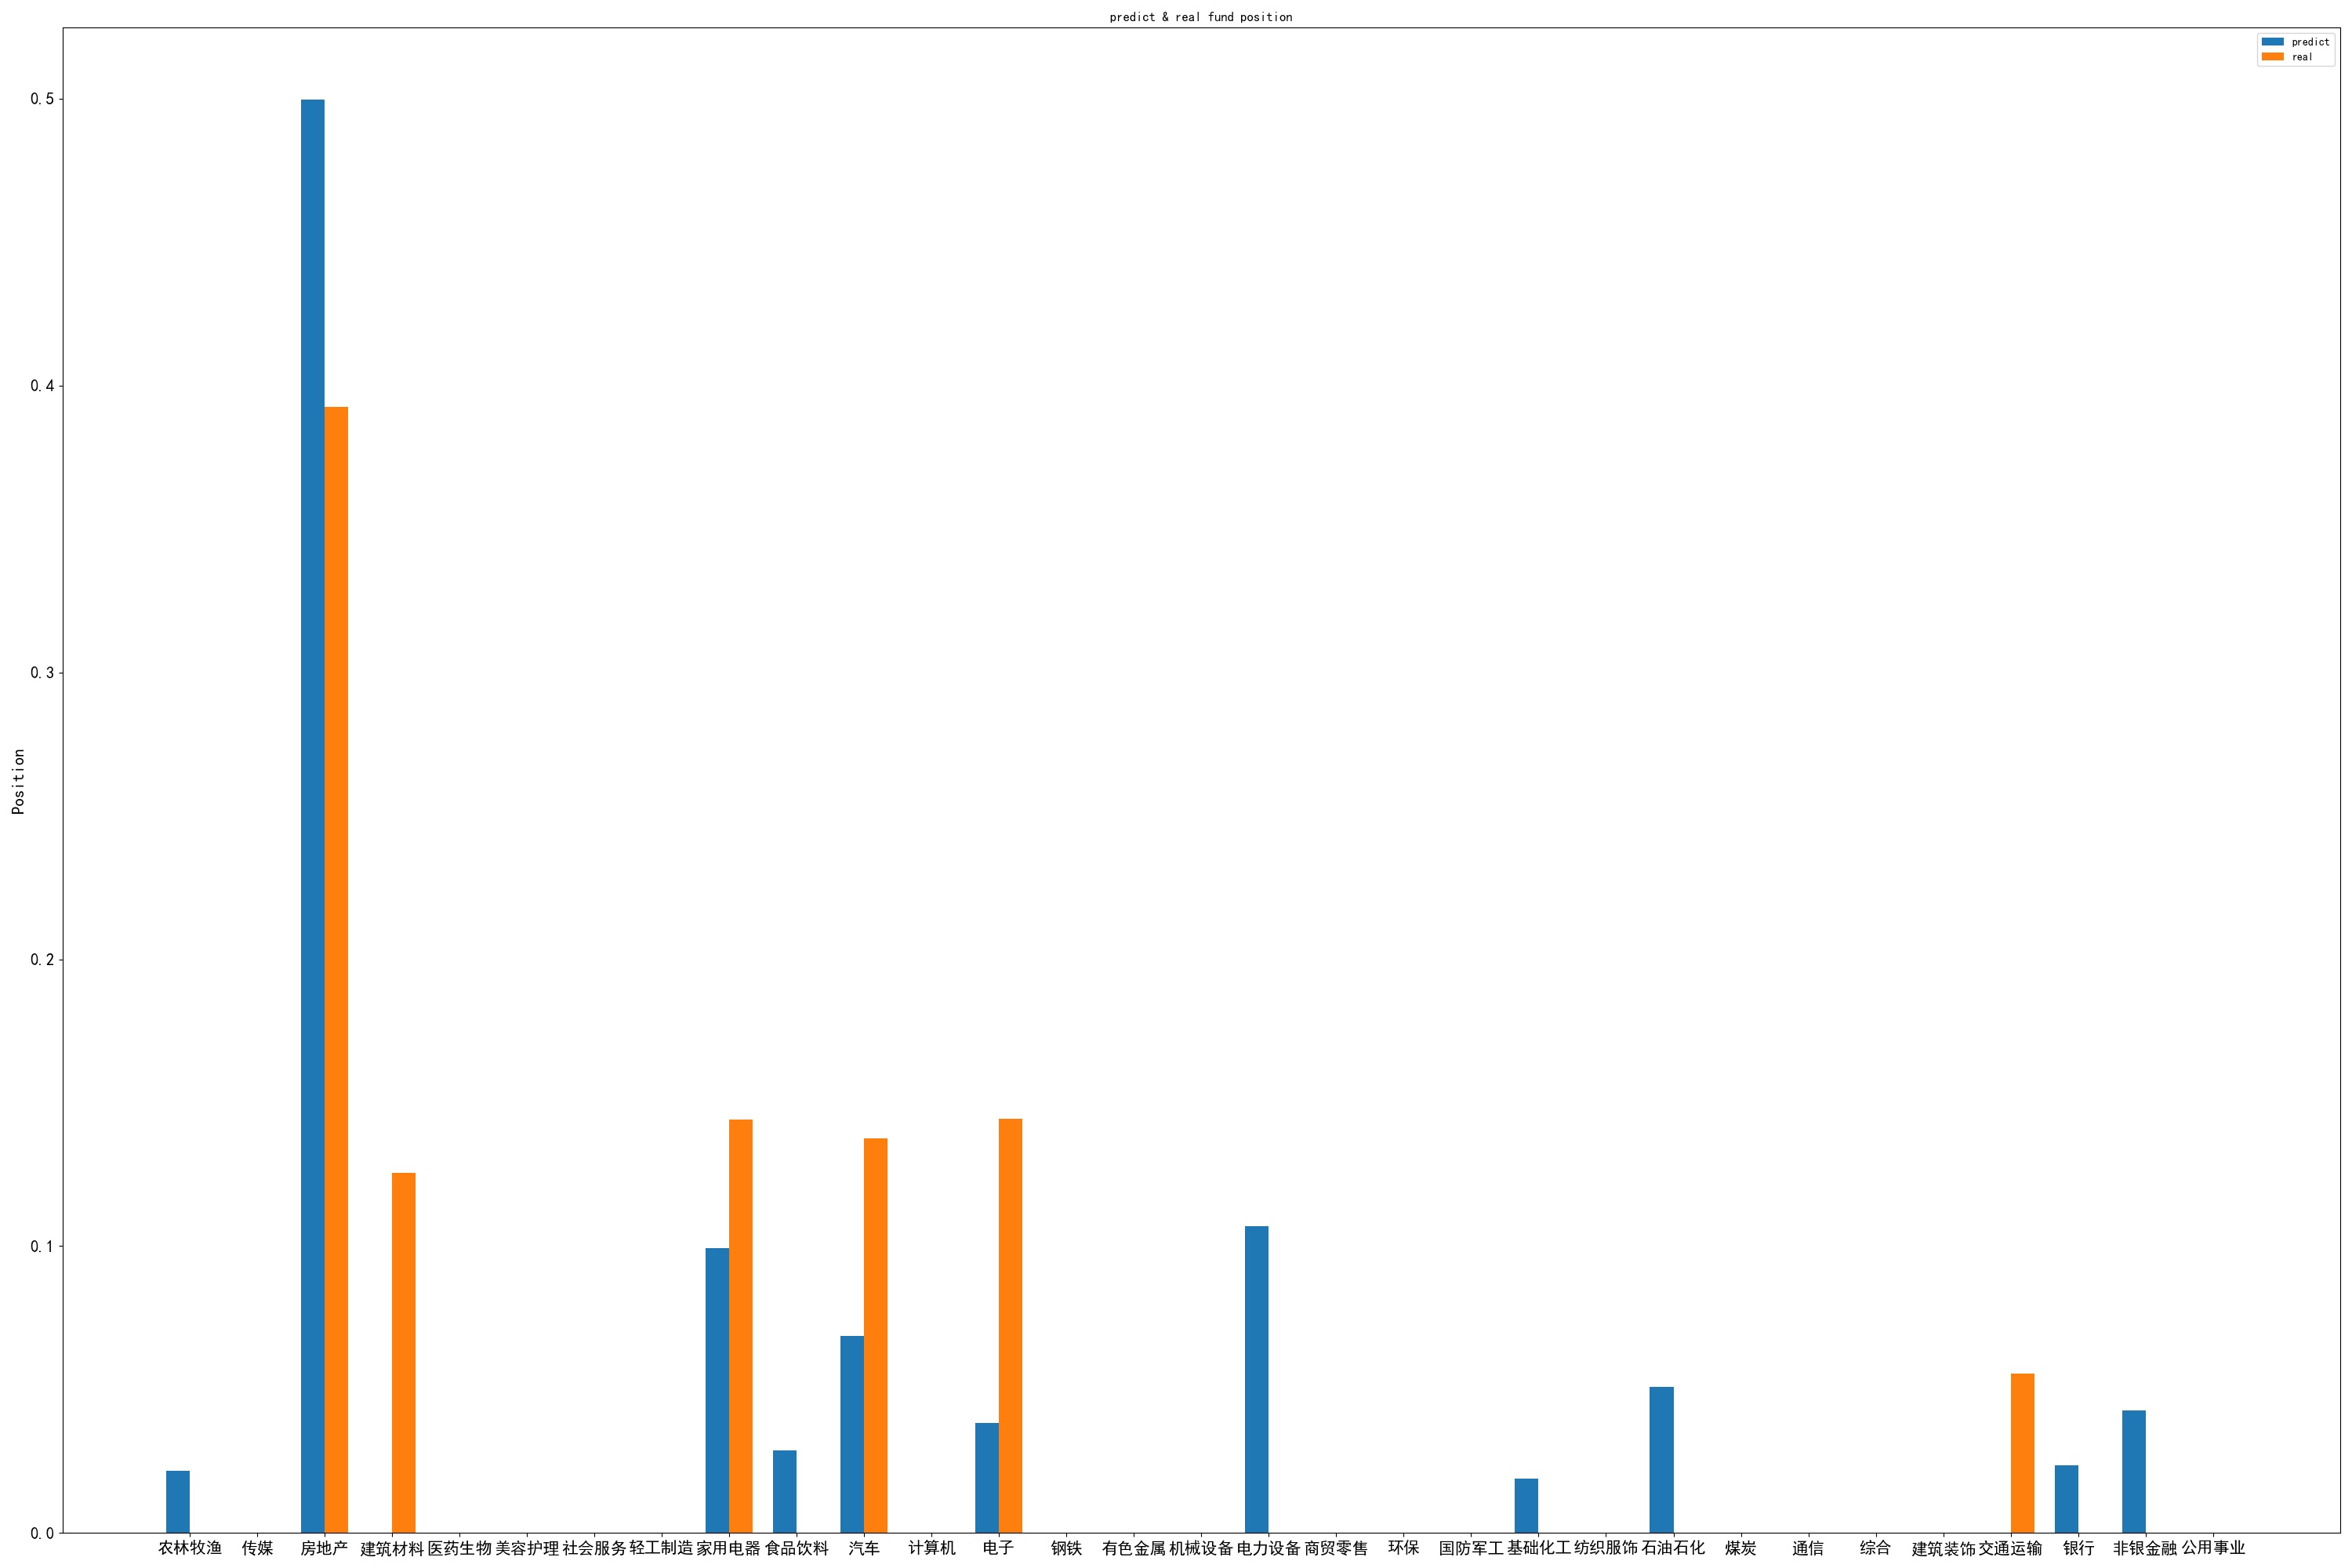 predict & real fund position
predict
real
Position
0.5
0.4
0.3
0.2
0.1
0.0
农林牧渔 传媒 房地产 建筑材料 医药生物 美容护理 社会服务 轻工制造 家用电器 食品饮料 汽车 计算机 电子 钢铁 有色金属 机械设备 电力设备 商贸零售 环保 国防军工 基础化工 纺织服饰 石油石化 煤炭 通信 综合 建筑装饰 交通运输 银行 非银金融 公用事业